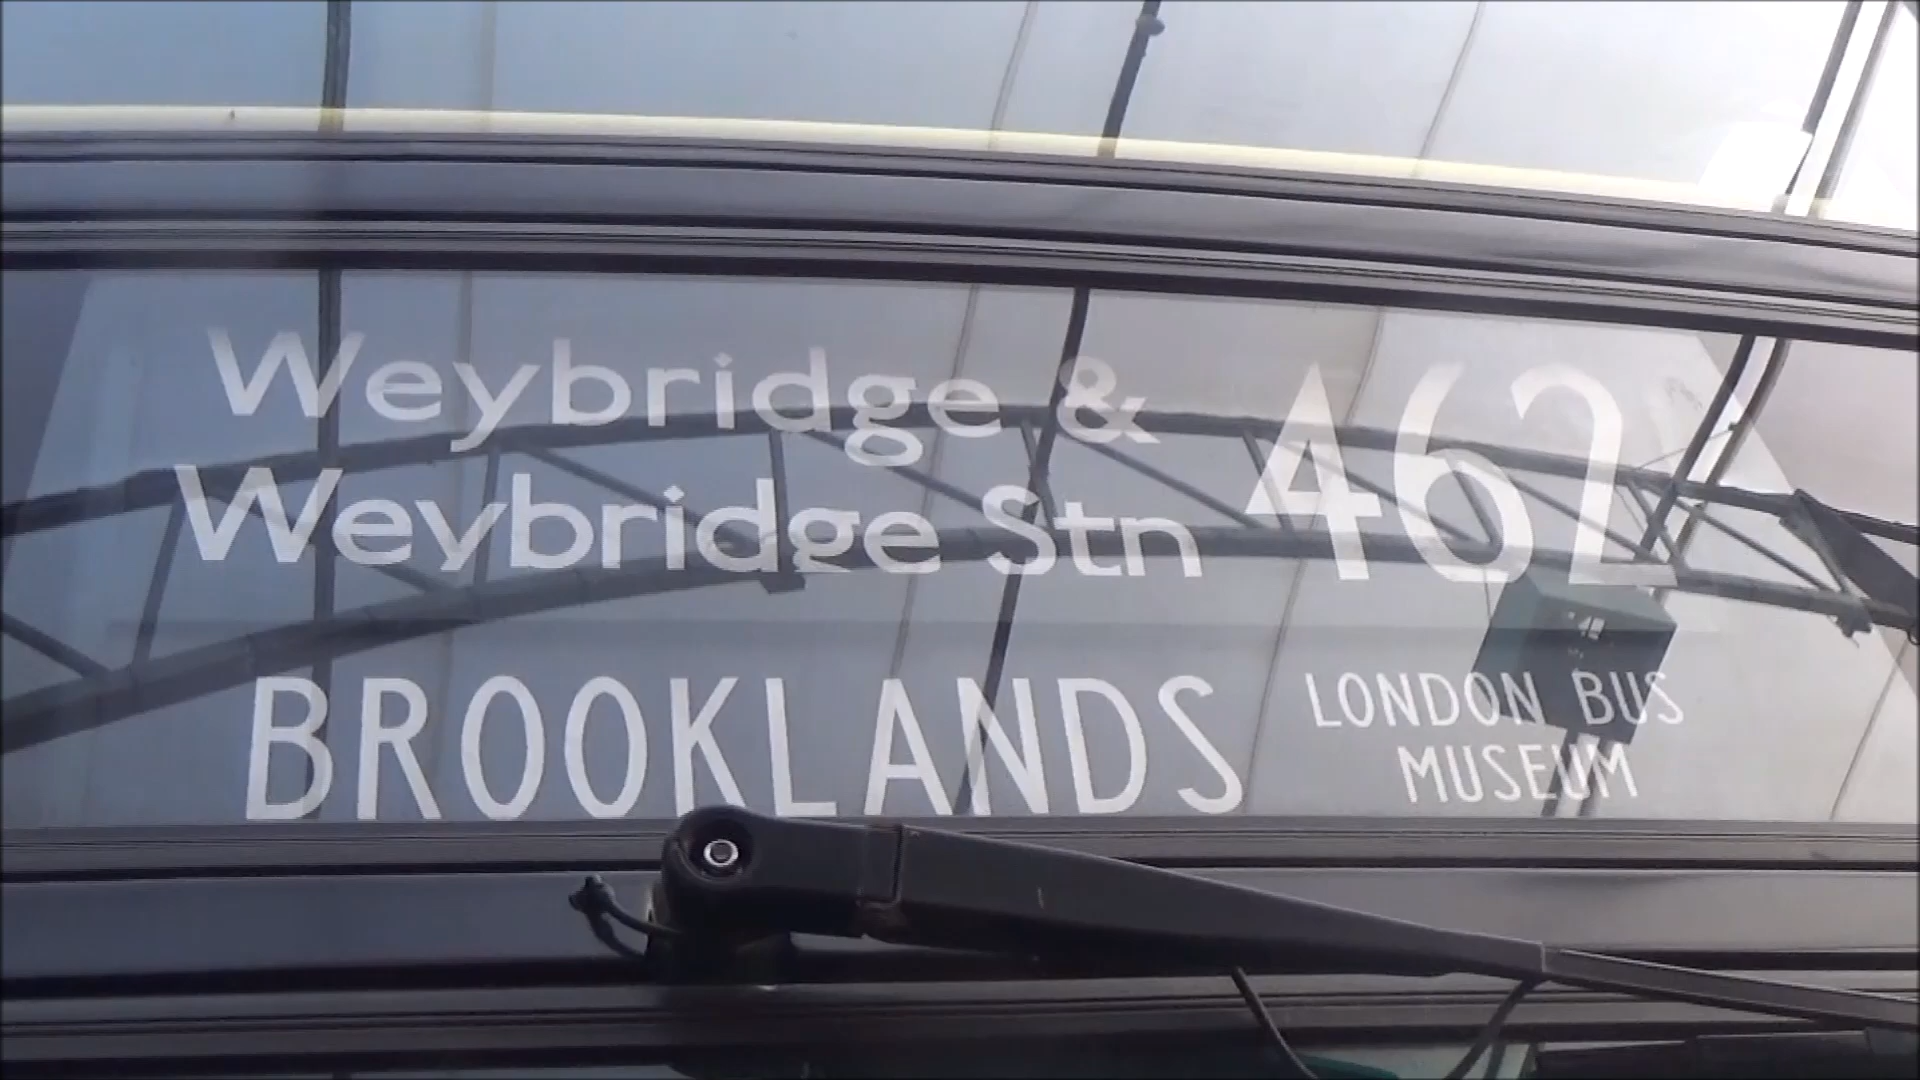 Weybridge &
Weybridge Stn
462
BROOKLANDS
LONDON BUS
MUSEUM